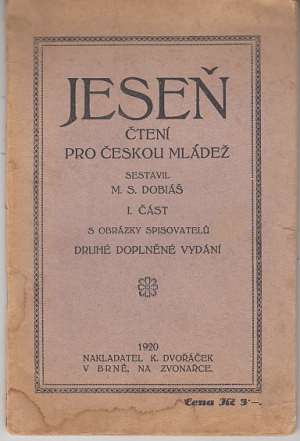 JESEŇ
ČTENÍ
PRO ČESKOU MLÁDEŽ
SESTAVIL
M. S. DOBIÁŠ
I. ČÁST
S OBRÁZKY SPISOVATELŮ
DRUHÉ DOPLNĚNÉ VYDÁNÍ
1920
NAKLADATEL K. DVOŘÁČEK
V BRNĚ, NA ZVONAŘCE.
Cena Kč 3·–.